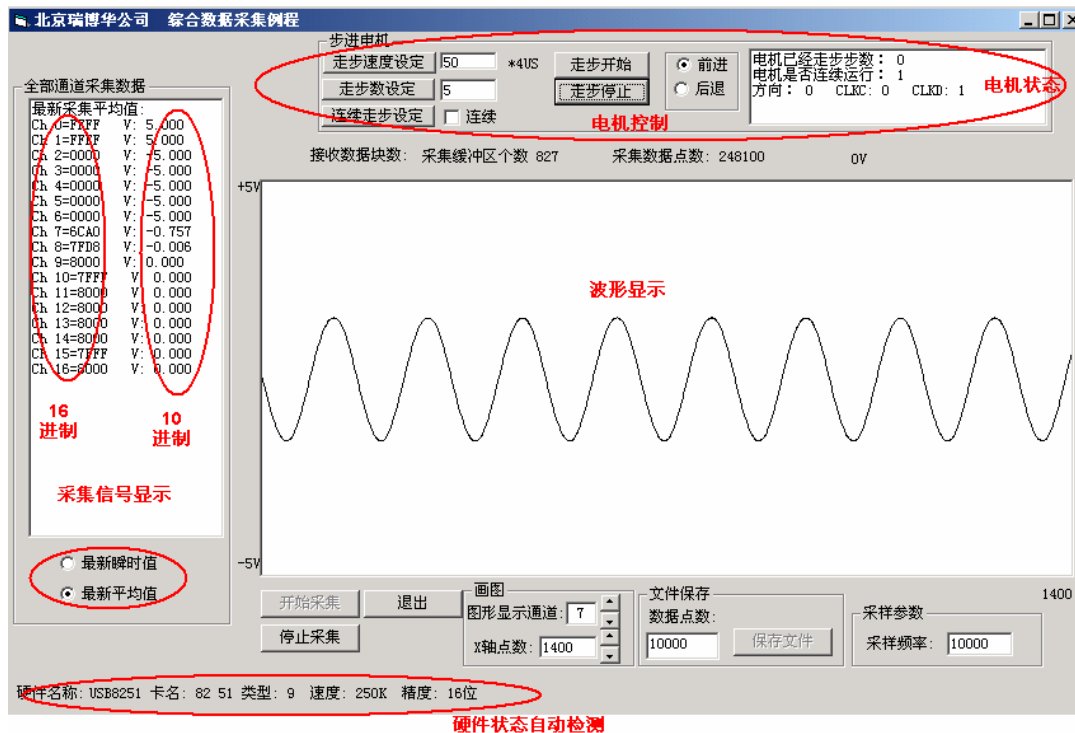 北京瑞博华公司 综合数据采集例程
步进电机
走步速度设定 50 *4US 走步开始 前进
走步数设定 5 走步停止 后退
连续走步设定 连续
电机控制
电机已经走步步数： 0
电机是否连续运行： 1
方向： 0 CLKC: 0 CLKD: 1
电机状态
全部通道采集数据
最新采集平均值:
Ch 0=FFFF V: 5.000
Ch 1=FFFF V: 5.000
Ch 2=0000 V: -5.000
Ch 3=0000 V: -5.000
Ch 4=0000 V: -5.000
Ch 5=0000 V: -5.000
Ch 6=0000 V: -5.000
Ch 7=6CA0 V: -0.757
Ch 8=7FD8 V: -0.006
Ch 9=8000 V: 0.000
Ch 10=7FFF V: 0.000
Ch 11=8000 V: 0.000
Ch 12=8000 V: 0.000
Ch 13=8000 V: 0.000
Ch 14=8000 V: 0.000
Ch 15=7FFF V: 0.000
Ch 16=8000 V: 0.000
16
进制
10
进制
采集信号显示
最新瞬时值
最新平均值
接收数据块数: 采集缓冲区个数 827 采集数据点数: 248100 0V
+5V
波形显示
-5V
1400
开始采集 退出
停止采集
画图
图形显示通道: 7
X轴点数: 1400
文件保存
数据点数:
10000 保存文件
采样参数
采样频率: 10000
硬件名称: USB8251 卡名: 82 51 类型: 9 速度: 250K 精度: 16位
硬件状态自动检测